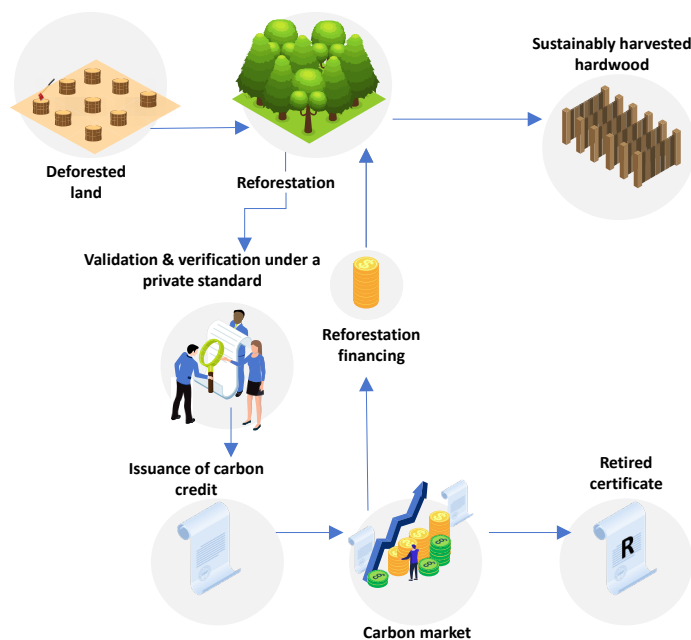 Sustainably harvested
hardwood
Deforested
land
Reforestation
Validation & verification under a
private standard
Reforestation
financing
Issuance of carbon
credit
Retired
certificate
R
Carbon market